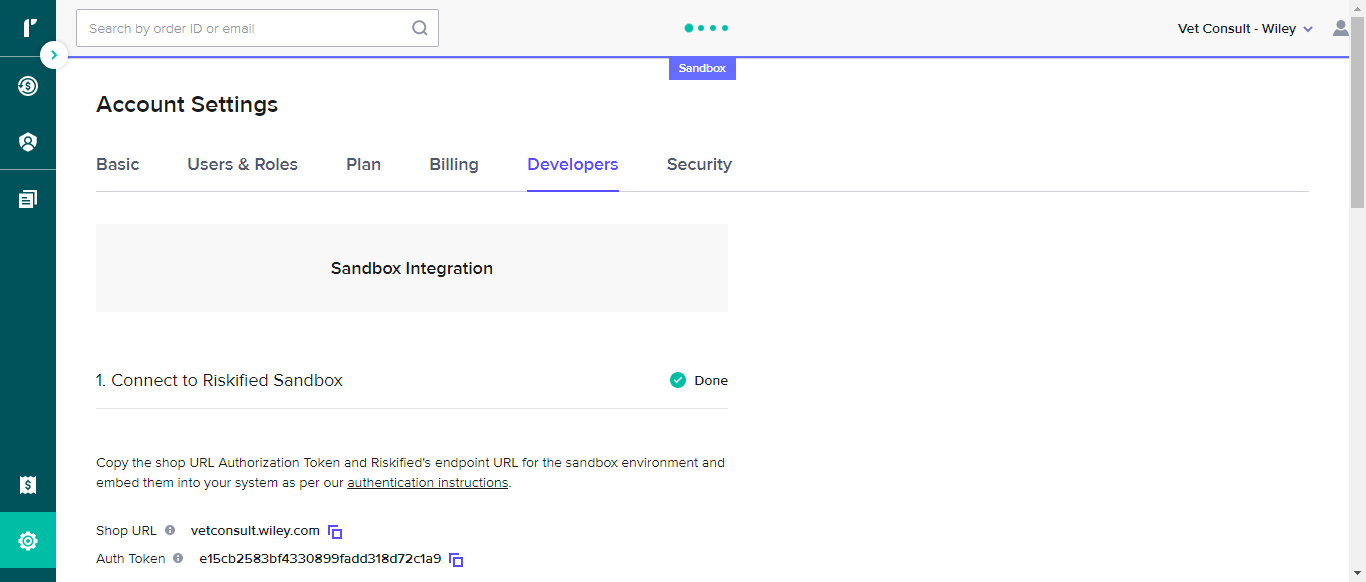 Search by order ID or email
Vet Consult - Wiley
Sandbox
Account Settings
Basic Users & Roles Plan Billing Developers Security
Sandbox Integration
1. Connect to Riskified Sandbox Done
Copy the shop URL Authorization Token and Riskified's endpoint URL for the sandbox environment and
embed them into your system as per our authentication instructions.
Shop URL vetconsult.wiley.com
Auth Token e15cb2583bf4330899fadd318d72c1a9